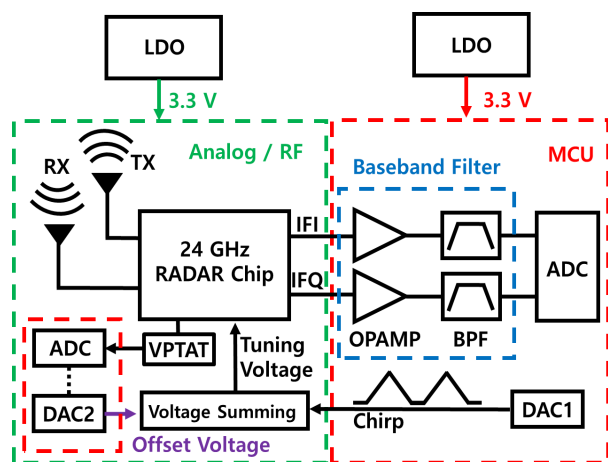 LDO
LDO
3.3 V
3.3 V
Analog / RF
MCU
RX
TX
Baseband Filter
24 GHz
RADAR Chip
IFI
IFQ
ADC
OPAMP
BPF
ADC
VPTAT
Tuning
Voltage
DAC2
Voltage Summing
Chirp
DAC1
Offset Voltage